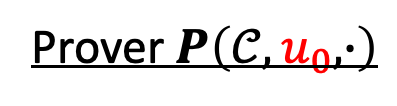 Prover 𝑷(𝒞, 𝑢₀,·)